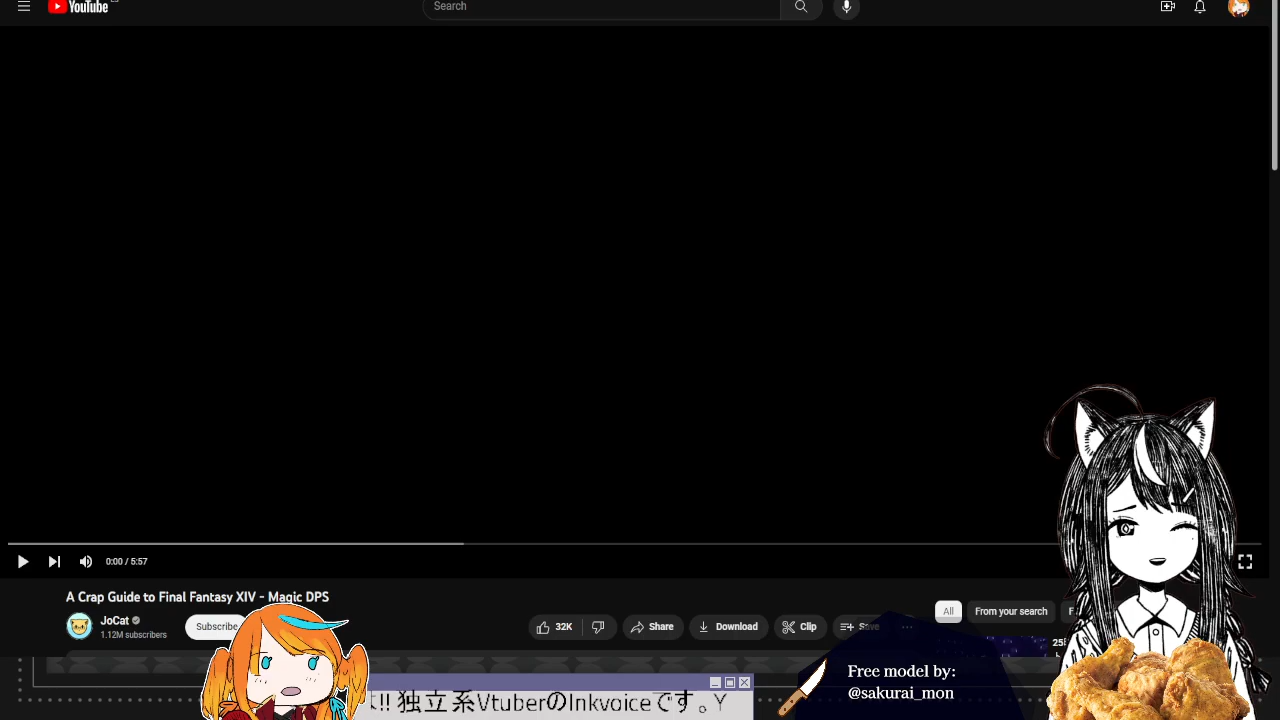 YouTube
Search
0:00 / 5:57
A Crap Guide to Final Fantasy XIV - Magic DPS
JoCat
1.12M subscribers
Subscribe
32K
Share
Download
Clip
Save
All
From your search
Free model by:
@sakurai_mon
!! 独立系VtuberのInkvoiceです。Y